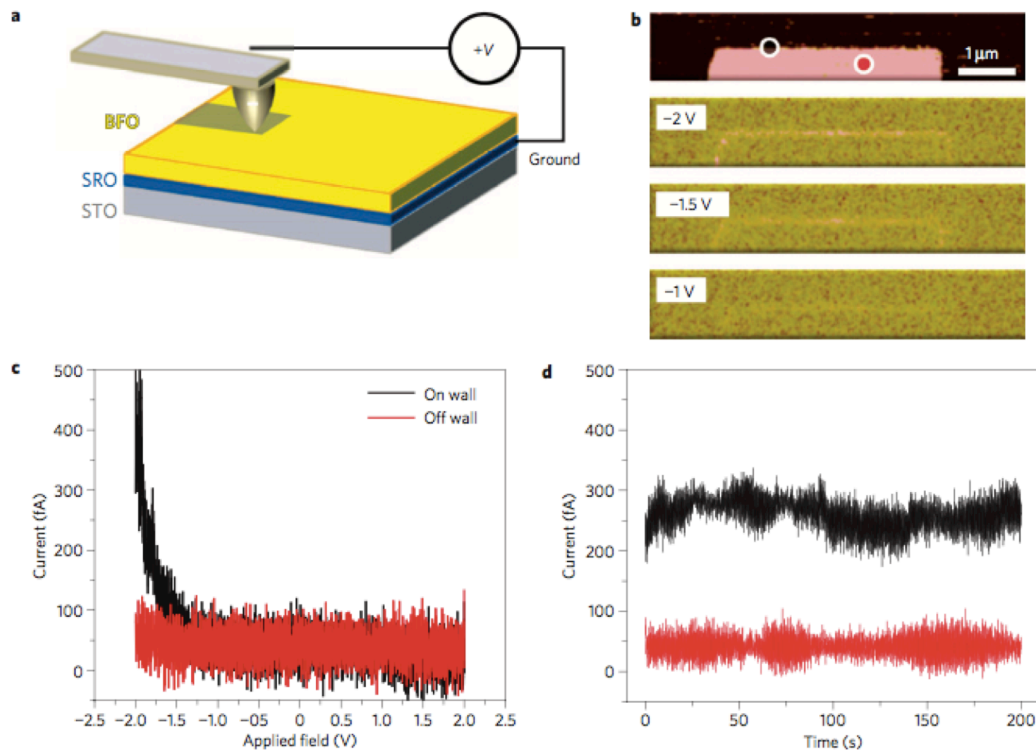 a
+V
BFO
Ground
SRO
STO
b
1 μm
−2 V
−1.5 V
−1 V
c
500
400
300
200
100
0
Current (fA)
On wall
Off wall
−2.5
−2.0
−1.5
−1.0
−05
0
0.5
1.0
1.5
2.0
2.5
Applied field (V)
d
500
400
300
200
100
0
Current (fA)
0
50
100
150
200
Time (s)